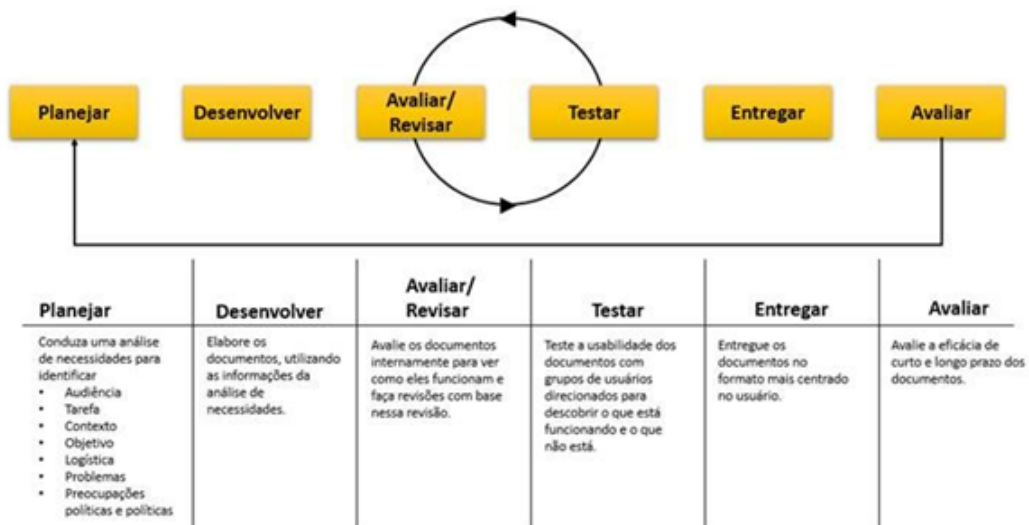 Planejar
Desenvolver
Avaliar/
Revisar
Testar
Entregar
Avaliar
Planejar
Conduza uma análise
de necessidades para
identificar
• Audiência
• Tarefa
• Contexto
• Objetivo
• Logística
• Problemas
• Preocupações
políticas e políticas
Desenvolver
Elabore os
documentos, utilizando
as informações da
análise de
necessidades.
Avaliar/
Revisar
Avalie os documentos
internamente para ver
como eles funcionam e
faça revisões com base
nessa revisão.
Testar
Teste a usabilidade dos
documentos com
grupos de usuários
direcionados para
descobrir o que está
funcionando e o que
não está.
Entregar
Entregue os
documentos no
formato mais centrado
no usuário.
Avaliar
Avalie a eficácia de
curto e longo prazo dos
documentos.